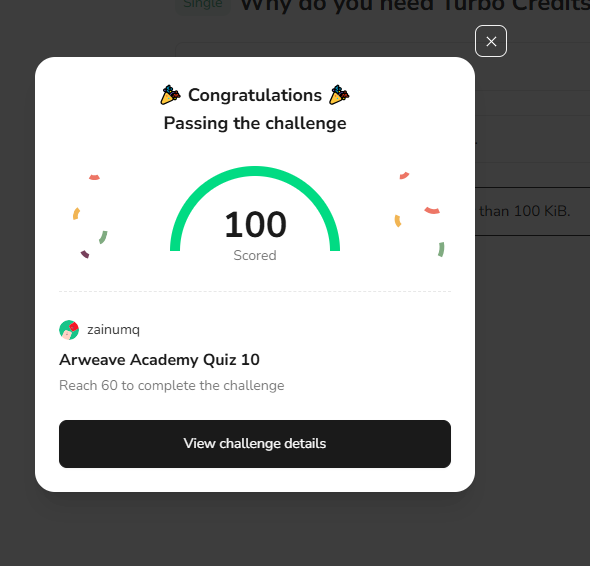 Single Why do you need Turbo Credits
Congratulations
Passing the challenge
than 100 KiB.
100
Scored
zainumq
Arweave Academy Quiz 10
Reach 60 to complete the challenge
View challenge details